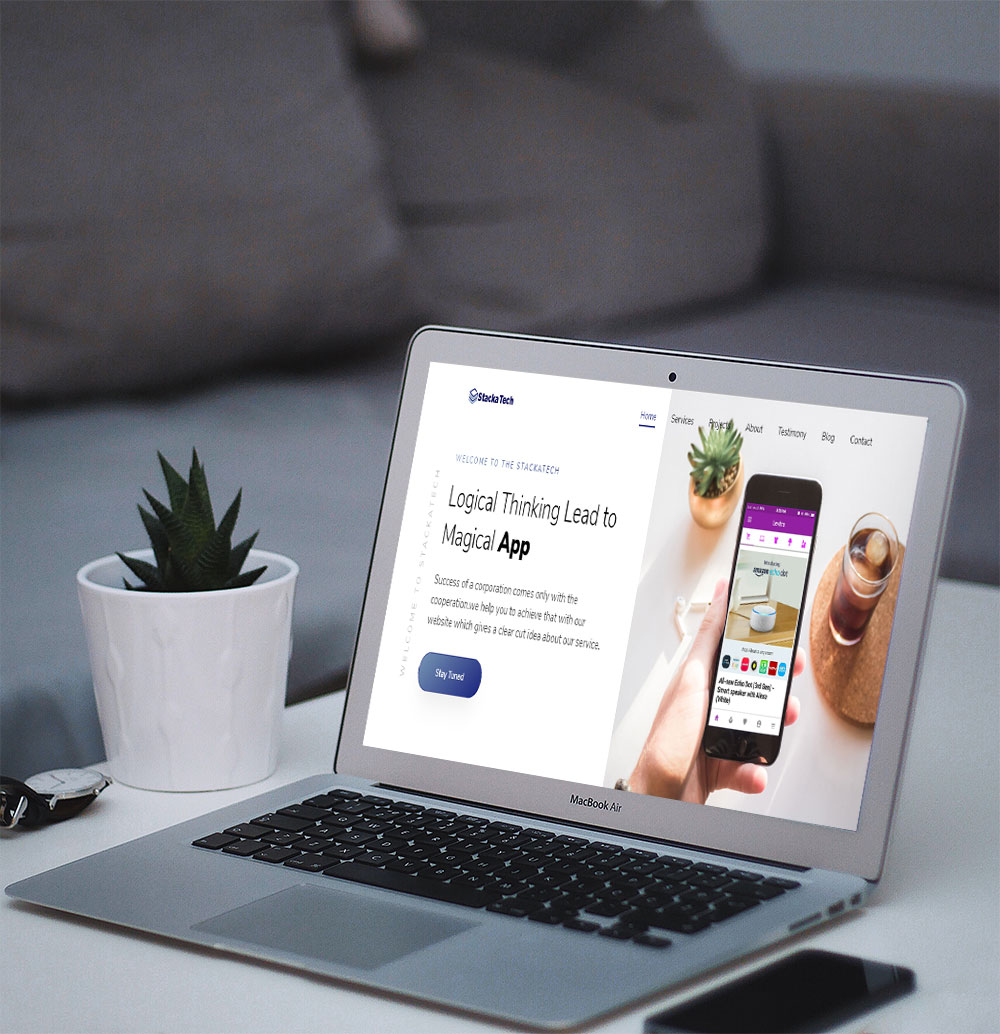 StackaTech
Home
Services
Projects
About
Testimony
Blog
Contact
WELCOME TO THE STACKATECH
WELCOME TO STACKATECH
Logical Thinking Lead to
Magical App
Success of a corporation comes only with the
cooperation.we help you to achieve that with our
website which gives a clear cut idea about our service.
Stay Tuned
Introducing
amazon echo dot
All-new Echo Dot (3rd Gen) -
Smart speaker with Alexa
(White)
MacBook Air